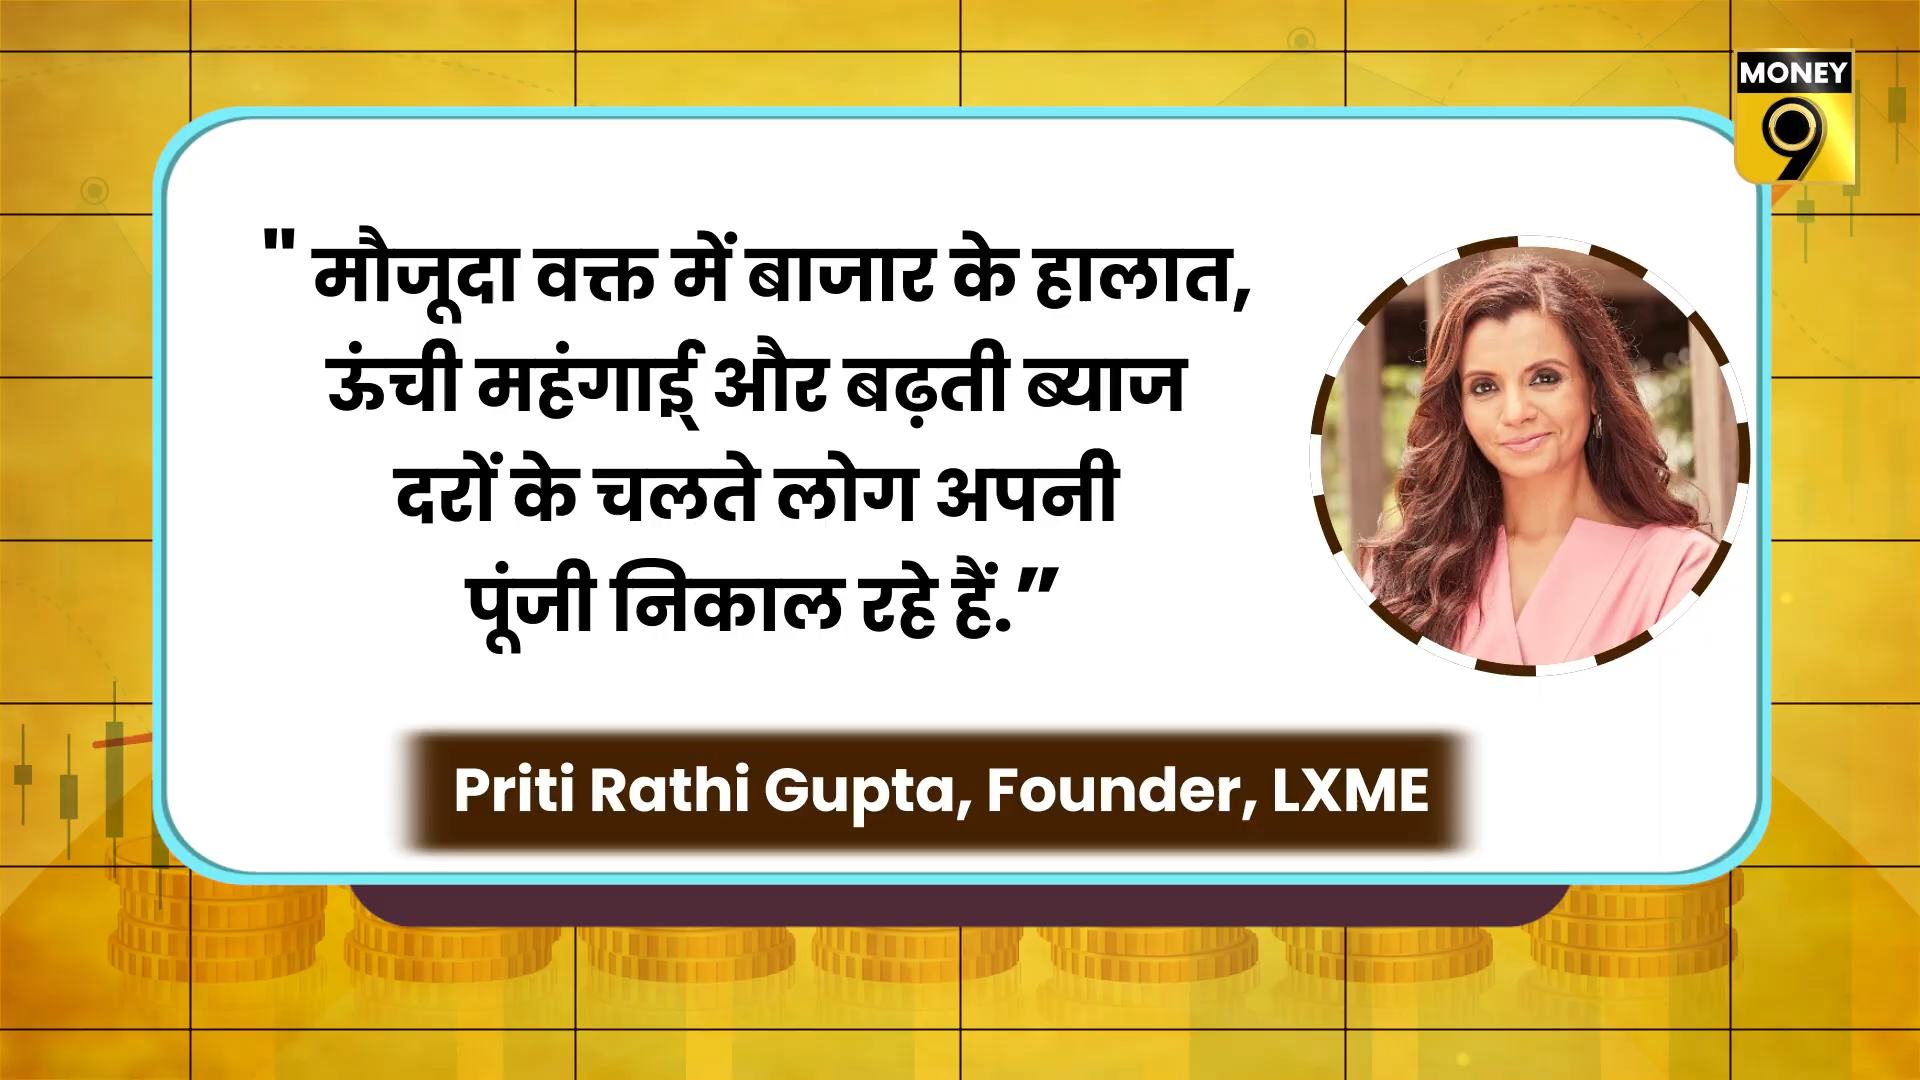 MONEY
9
" मौजूदा वक्त में बाजार के हालात,
ऊंची महंगाई् और बढ़ती ब्याज
दरों के चलते लोग अपनी
पूंजी निकाल रहे हैं.”
Priti Rathi Gupta, Founder, LXME